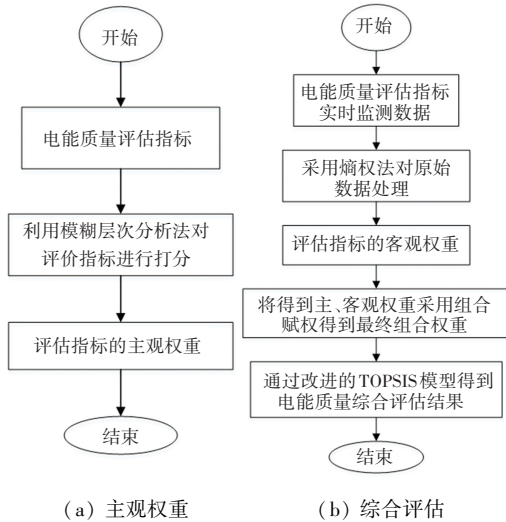 开始
电能质量评估指标
利用模糊层次分析法对
评价指标进行打分
评估指标的主观权重
结束
(a) 主观权重
开始
电能质量评估指标
实时监测数据
采用熵权法对原始
数据处理
评估指标的客观权重
将得到主、客观权重采用组合
赋权得到最终组合权重
通过改进的TOPSIS模型得到
电能质量综合评估结果
结束
(b) 综合评估